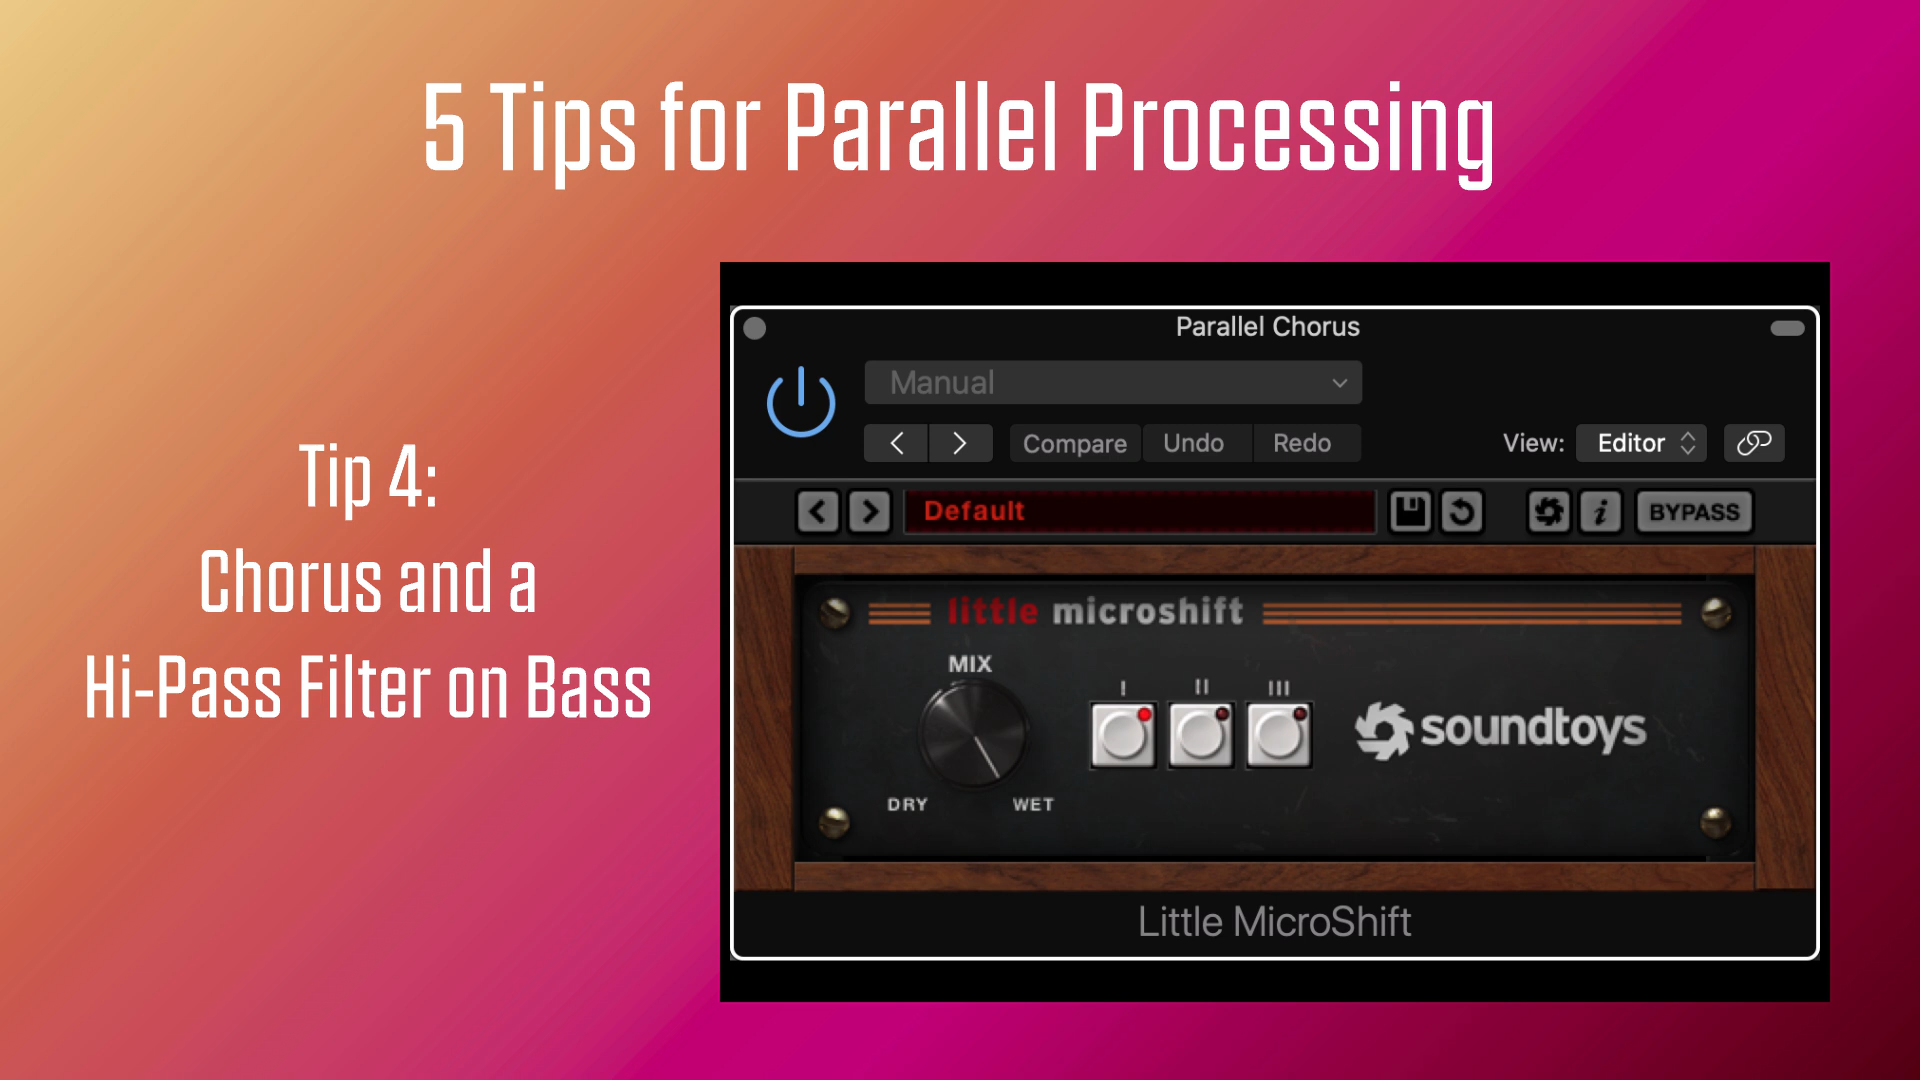 5 Tips for Parallel Processing
Tip 4:
Chorus and a
Hi-Pass Filter on Bass
Parallel Chorus
Manual
Compare Undo Redo
View: Editor
Default
i
BYPASS
little microshift
MIX
DRY WET
I II III
soundtoys
Little MicroShift